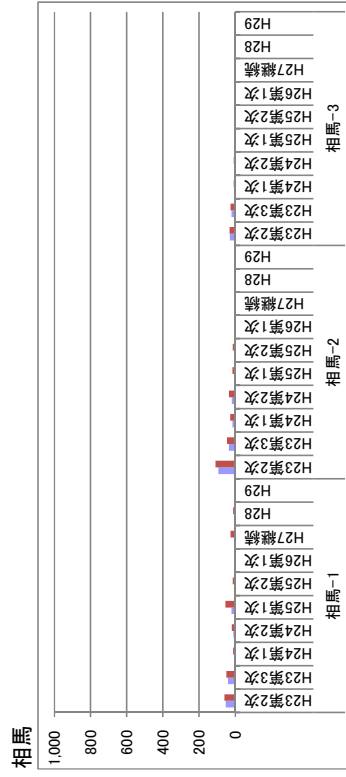 相馬
1,000
800
600
400
200
0
H23第2次
H23第3次
H24第1次
H24第2次
H25第1次
H25第2次
H26第1次
H27継続
H28
H29
H23第2次
H23第3次
H24第1次
H24第2次
H25第1次
H25第2次
H26第1次
H27継続
H28
H29
H23第2次
H23第3次
H24第1次
H24第2次
H25第1次
H25第2次
H26第1次
H27継続
H28
H29
相馬-1
相馬-2
相馬-3